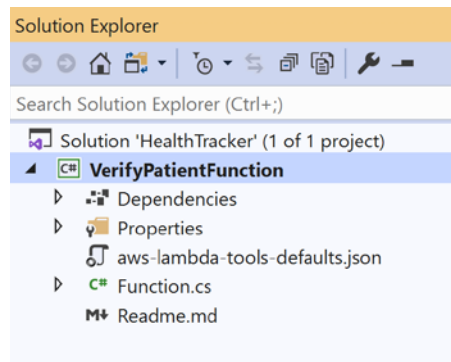 Solution Explorer
Search Solution Explorer (Ctrl+;)
Solution 'HealthTracker' (1 of 1 project)
C# VerifyPatientFunction
Dependencies
Properties
aws-lambda-tools-defaults.json
C# Function.cs
M+ Readme.md